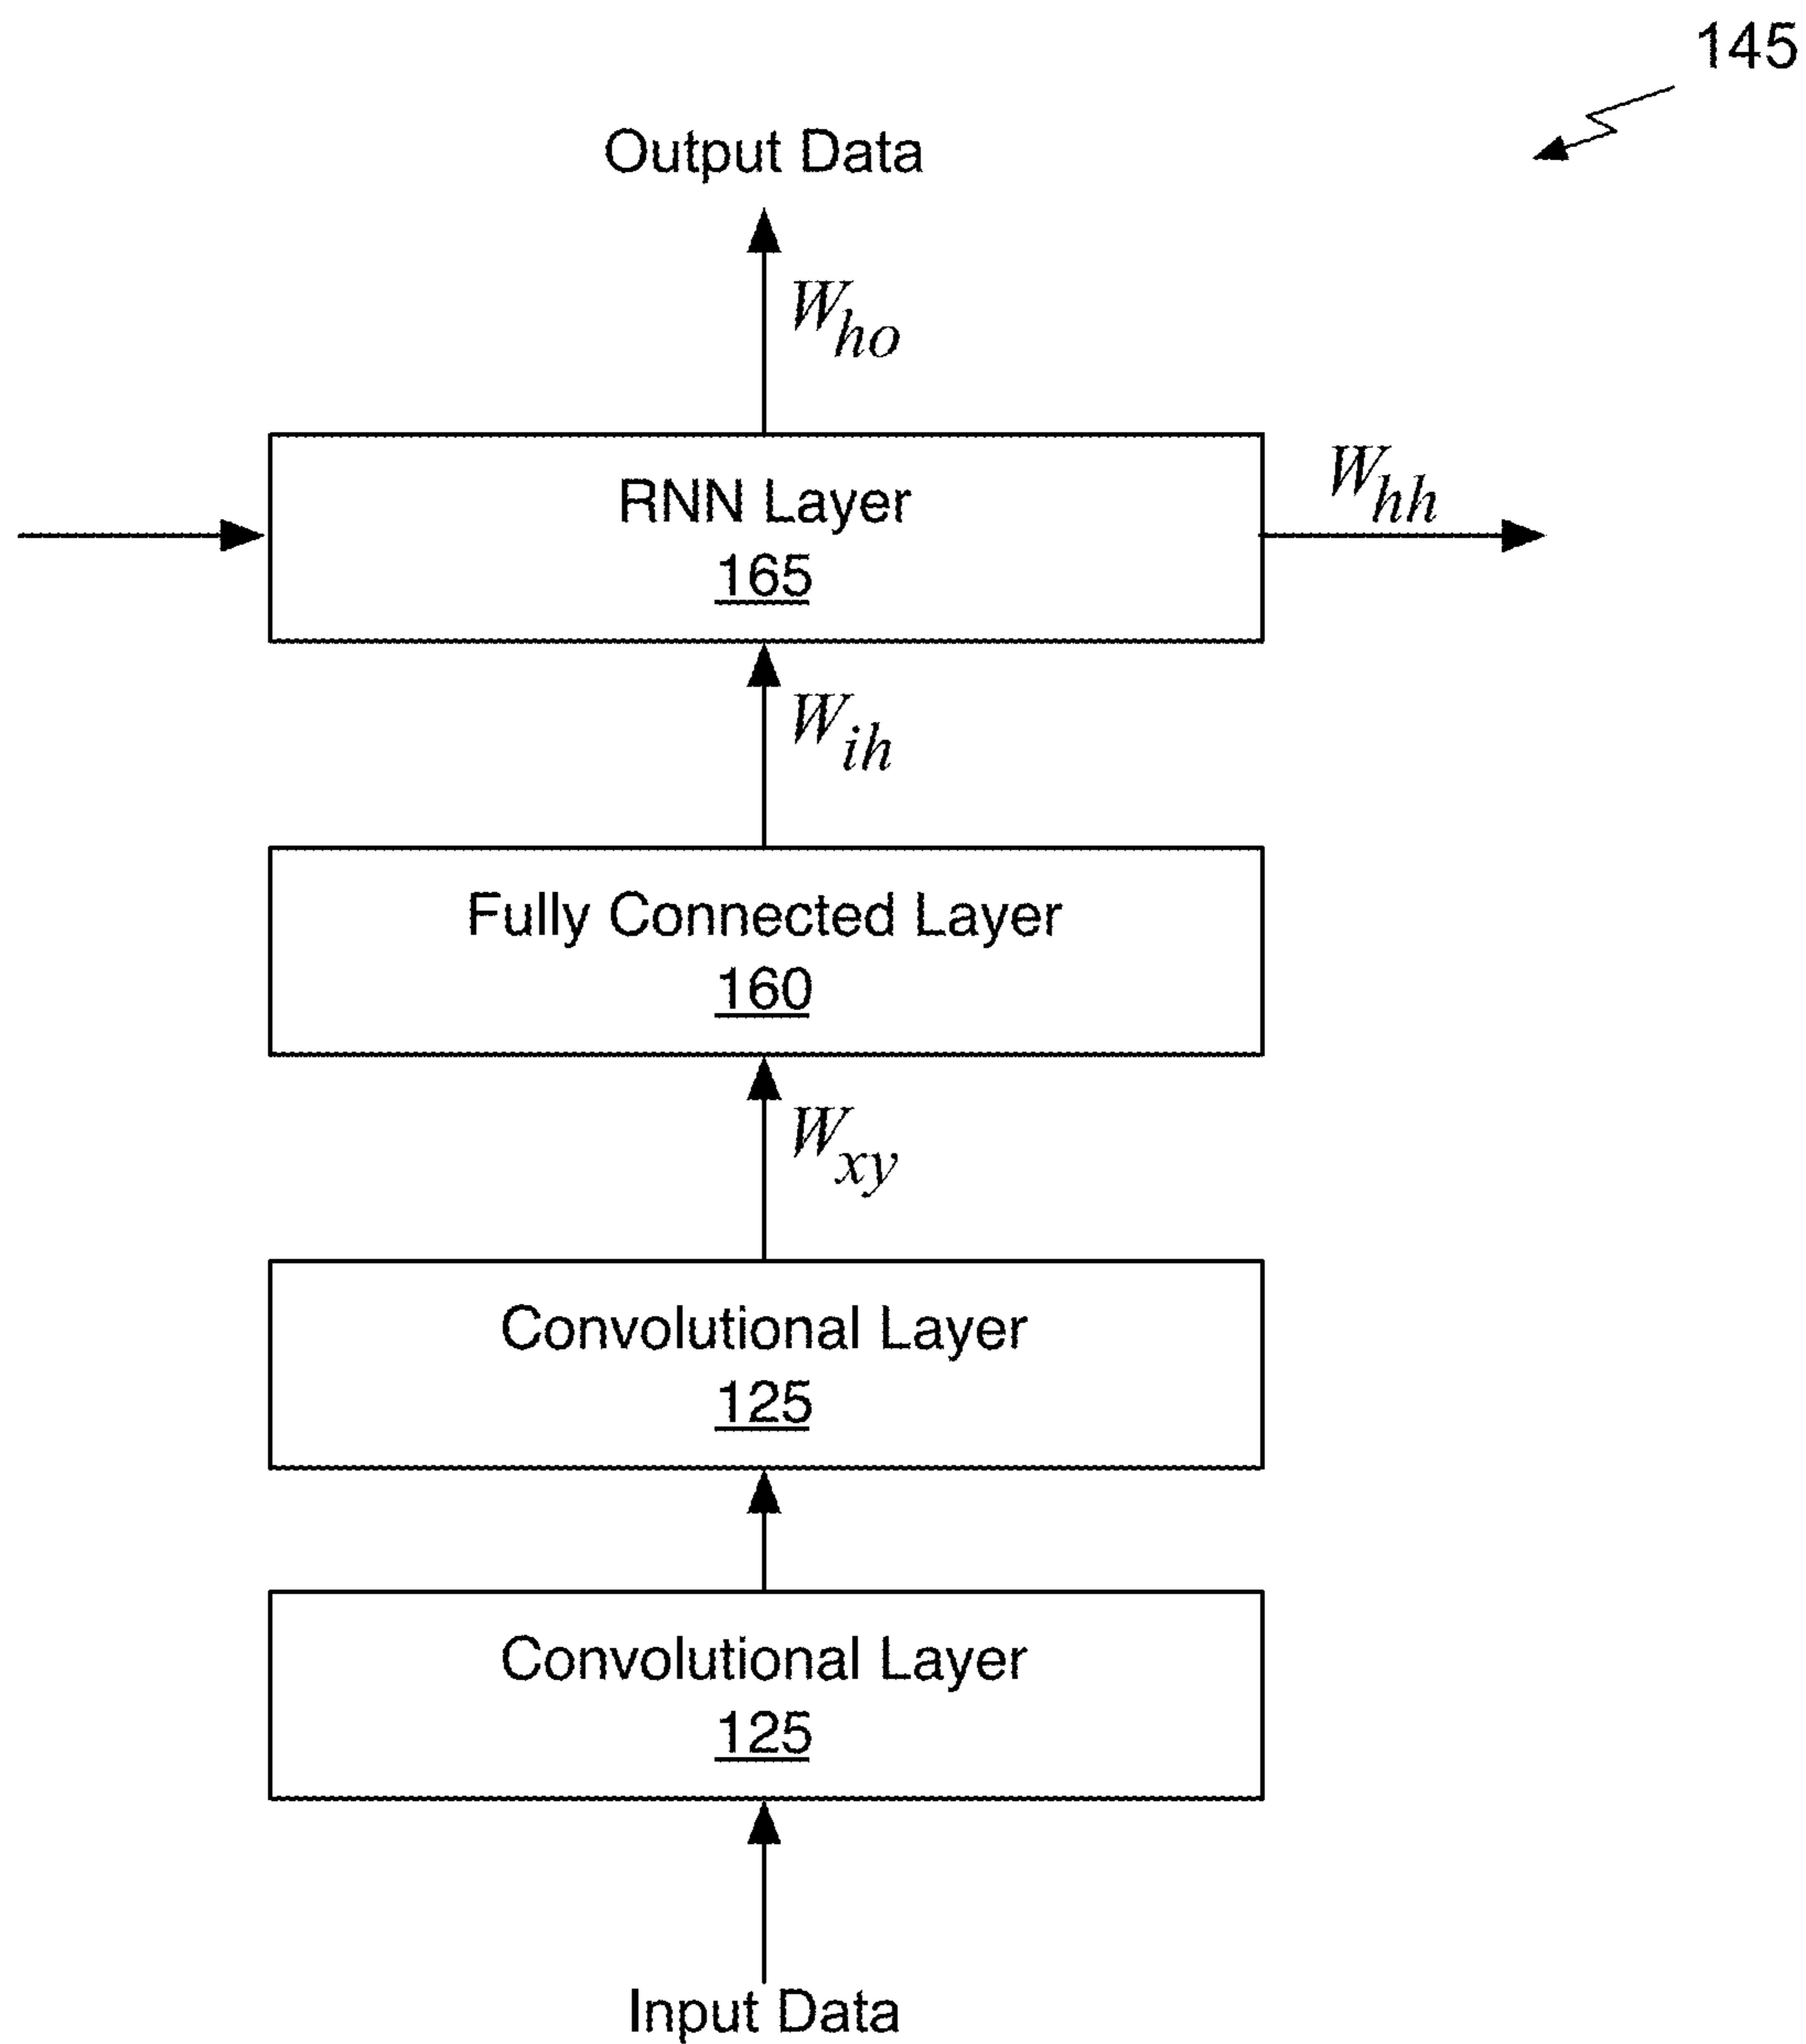 145
Output Data
W_ho
RNN Layer
165
W_hh
W_ih
Fully Connected Layer
160
W_xy
Convolutional Layer
125
Convolutional Layer
125
Input Data